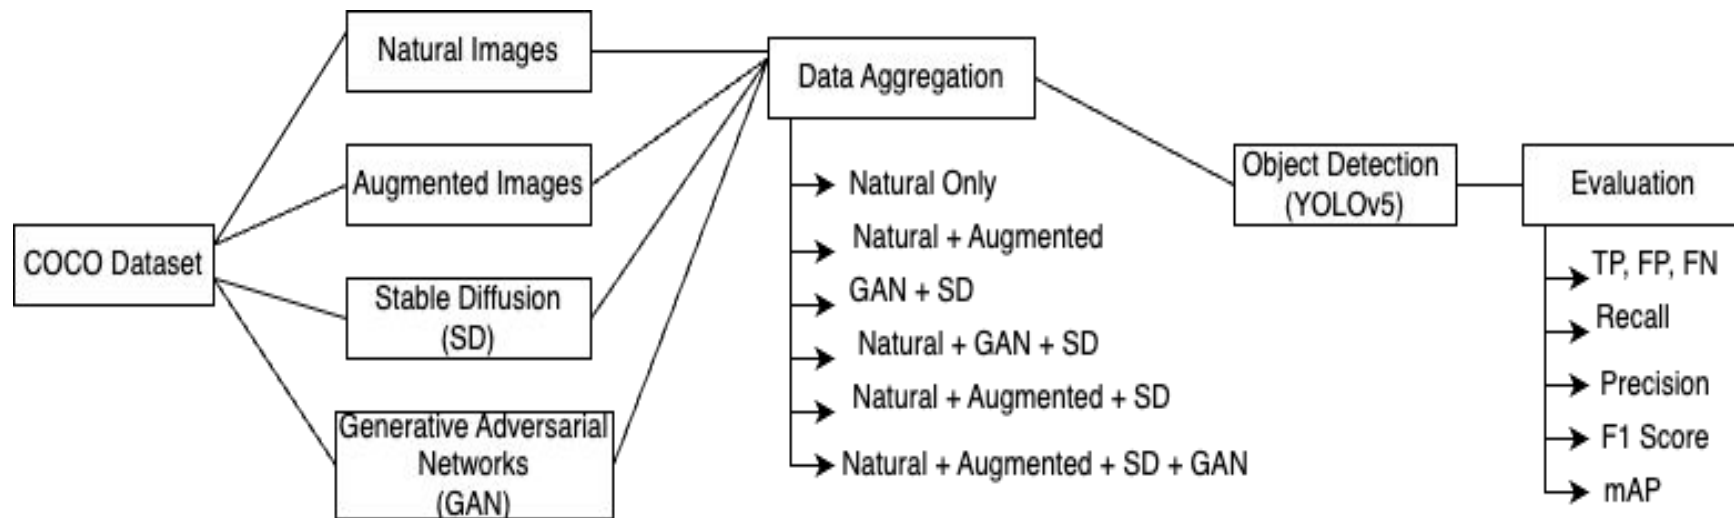 COCO Dataset
Natural Images
Augmented Images
Stable Diffusion
(SD)
Generative Adversarial
Networks
(GAN)
Data Aggregation
Natural Only
Natural + Augmented
GAN + SD
Natural + GAN + SD
Natural + Augmented + SD
Natural + Augmented + SD + GAN
Object Detection
(YOLOv5)
Evaluation
TP, FP, FN
Recall
Precision
F1 Score
mAP